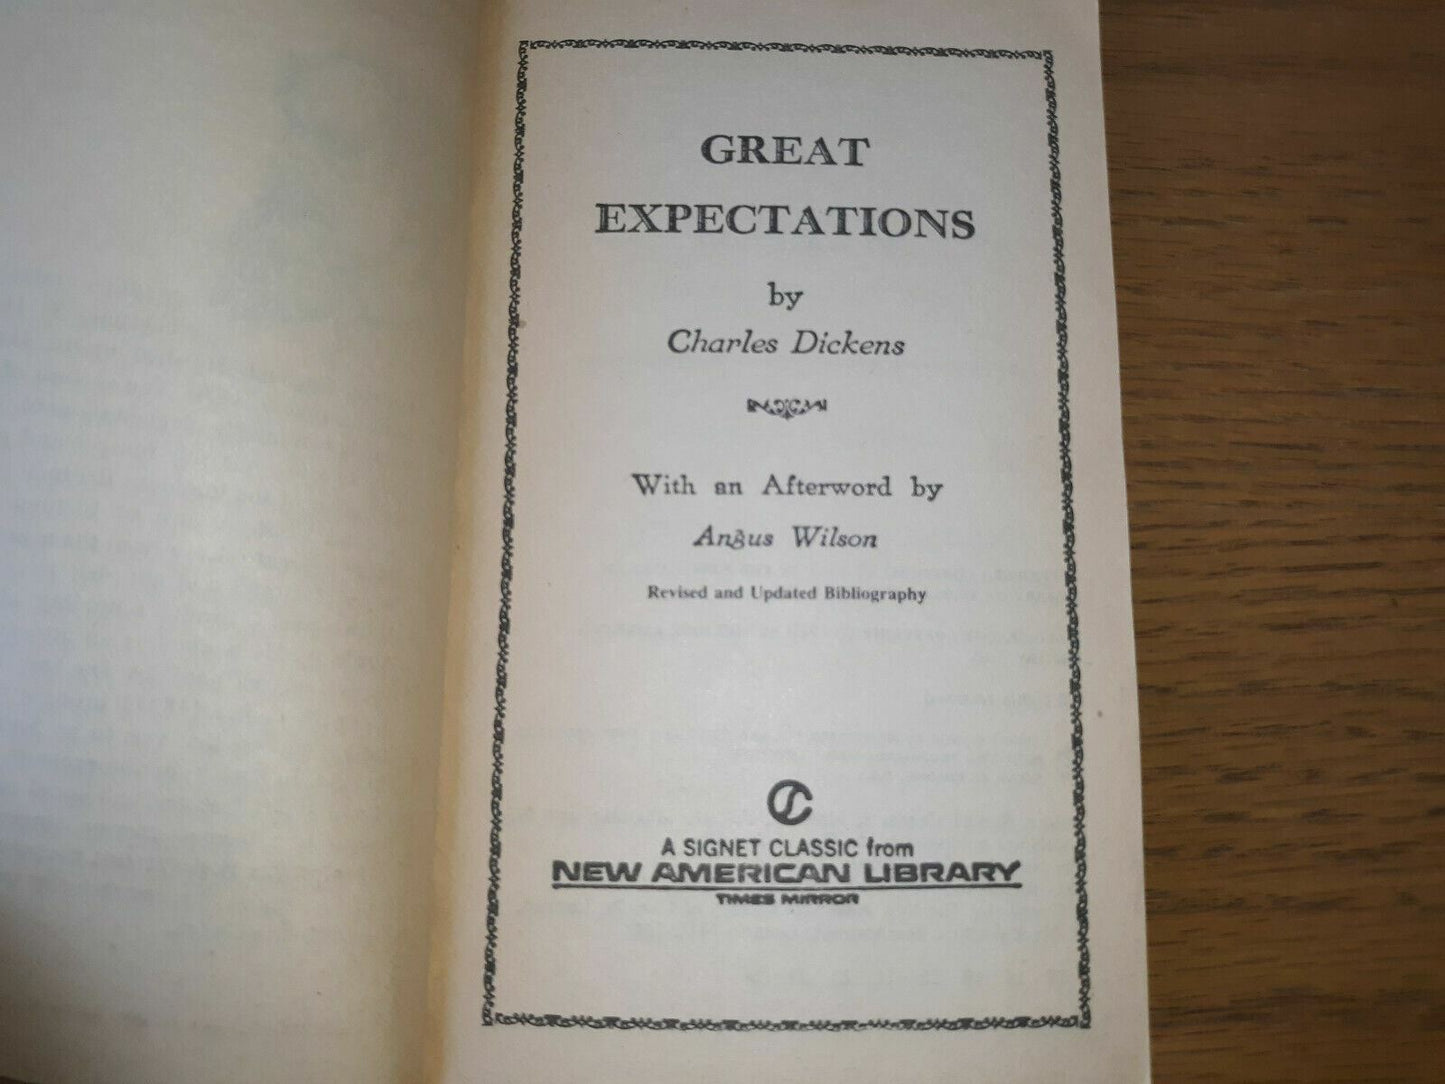 GREAT
EXPECTATIONS
by
Charles Dickens
With an Afterword by
Angus Wilson
Revised and Updated Bibliography
A SIGNET CLASSIC from
NEW AMERICAN LIBRARY
TIMES MIRROR